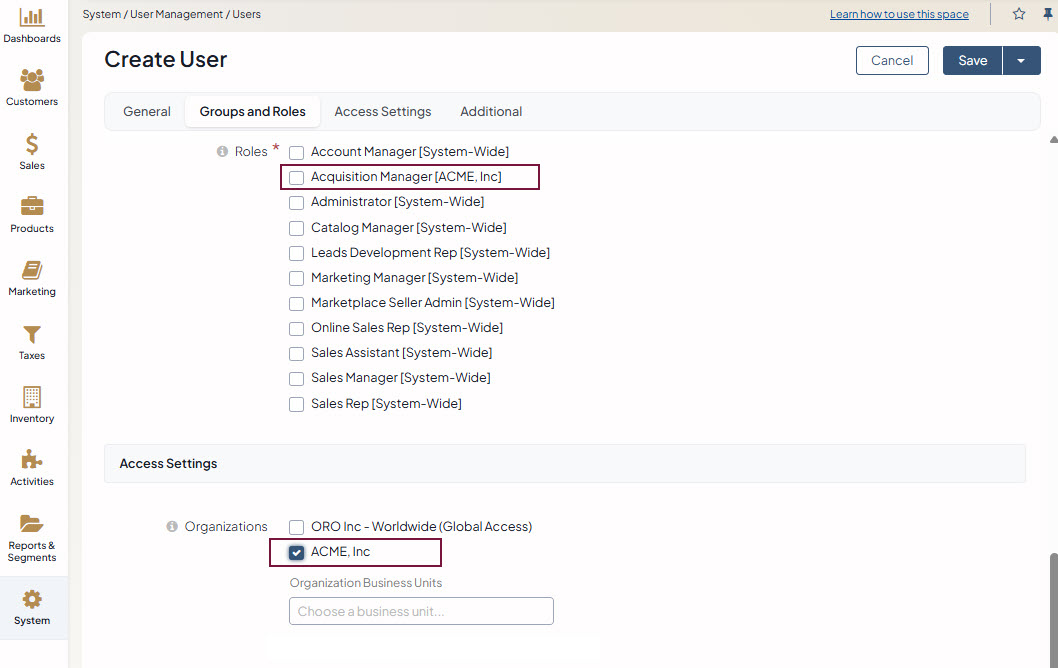 System / User Management / Users
Learn how to use this space
Dashboards
Customers
Sales
Products
Marketing
Taxes
Inventory
Activities
Reports &
Segments
System
Create User
Cancel
Save
General
Groups and Roles
Access Settings
Additional
Roles *
Account Manager [System-Wide]
Acquisition Manager [ACME, Inc]
Administrator [System-Wide]
Catalog Manager [System-Wide]
Leads Development Rep [System-Wide]
Marketing Manager [System-Wide]
Marketplace Seller Admin [System-Wide]
Online Sales Rep [System-Wide]
Sales Assistant [System-Wide]
Sales Manager [System-Wide]
Sales Rep [System-Wide]
Access Settings
Organizations
ORO Inc - Worldwide (Global Access)
ACME, Inc
Organization Business Units
Choose a business unit...